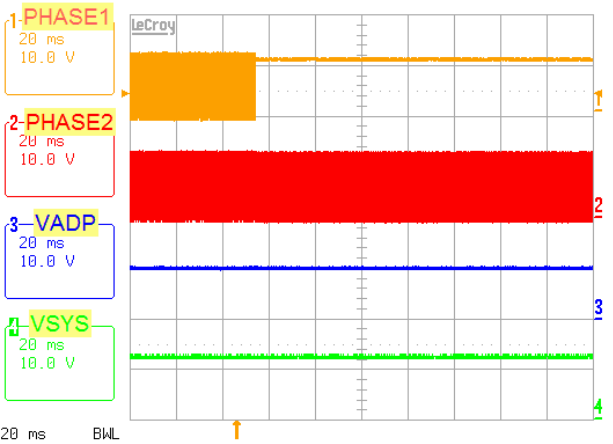 1 PHASE1
LeCroy
20 ms
10.0 V
1
2 PHASE2
20 ms
10.0 V
2
3 VADP
20 ms
10.0 V
3
4 VSYS
20 ms
10.0 V
4
20 ms BWL